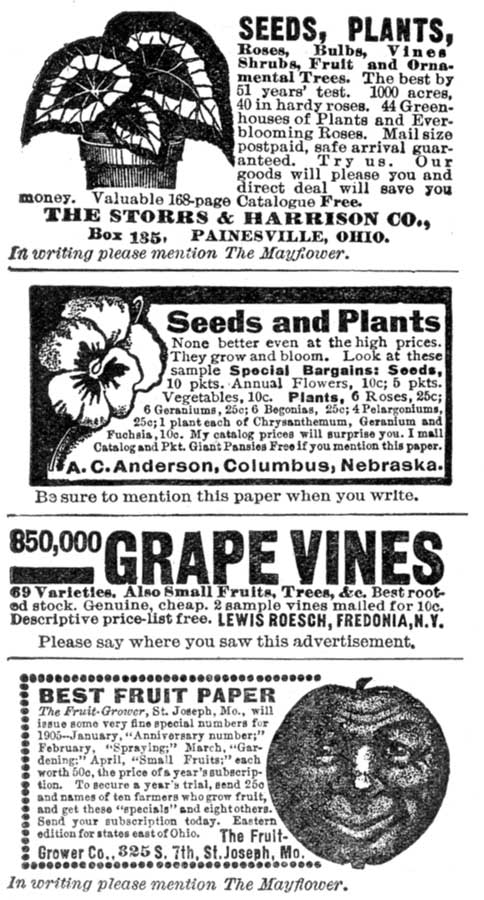 SEEDS, PLANTS,
Roses, Bulbs, Vines
Shrubs, Fruit and Orna-
mental Trees. The best by
51 years' test. 1000 acres,
40 in hardy roses. 44 Green-
houses of Plants and Ever-
blooming Roses. Mail size
postpaid, safe arrival guar-
anteed. Try us. Our
goods will please you and
direct deal will save you
money. Valuable 168-page Catalogue Free.
THE STORRS & HARRISON CO.,
Box 135, PAINESVILLE, OHIO.
In writing please mention The Mayflower.
Seeds and Plants
None better even at the high prices.
They grow and bloom. Look at these
sample Special Bargains: Seeds,
10 pkts. Annual Flowers, 10c; 5 pkts.
Vegetables, 10c. Plants, 6 Roses, 25c;
6 Geraniums, 25c; 6 Begonias, 25c; 4 Pelargoniums,
25c; 1 plant each of Chrysanthemum, Geranium and
Fuchsia, 10c. My catalog prices will surprise you. I mail
Catalog and Pkt. Giant Pansies Free if you mention this paper.
A. C. Anderson, Columbus, Nebraska.
Be sure to mention this paper when you write.
850,000 GRAPE VINES
69 Varieties. Also Small Fruits, Trees, &c. Best root-
ed stock. Genuine, cheap. 2 sample vines mailed for 10c.
Descriptive price-list free. LEWIS ROESCH, FREDONIA, N.Y.
Please say where you saw this advertisement.
BEST FRUIT PAPER
The Fruit-Grower, St. Joseph, Mo., will
issue some very fine special numbers for
1905—January, "Anniversary number;"
February, "Spraying;" March, "Gar-
dening;" April, "Small Fruits;" each
worth 50c, the price of a year's subscrip-
tion. To secure a year's trial, send 25c
and names of ten farmers who grow fruit,
and get these "specials" and eight others.
Send your subscription today. Eastern
edition for states east of Ohio. The Fruit-
Grower Co., 325 S. 7th, St. Joseph, Mo.
In writing please mention The Mayflower.